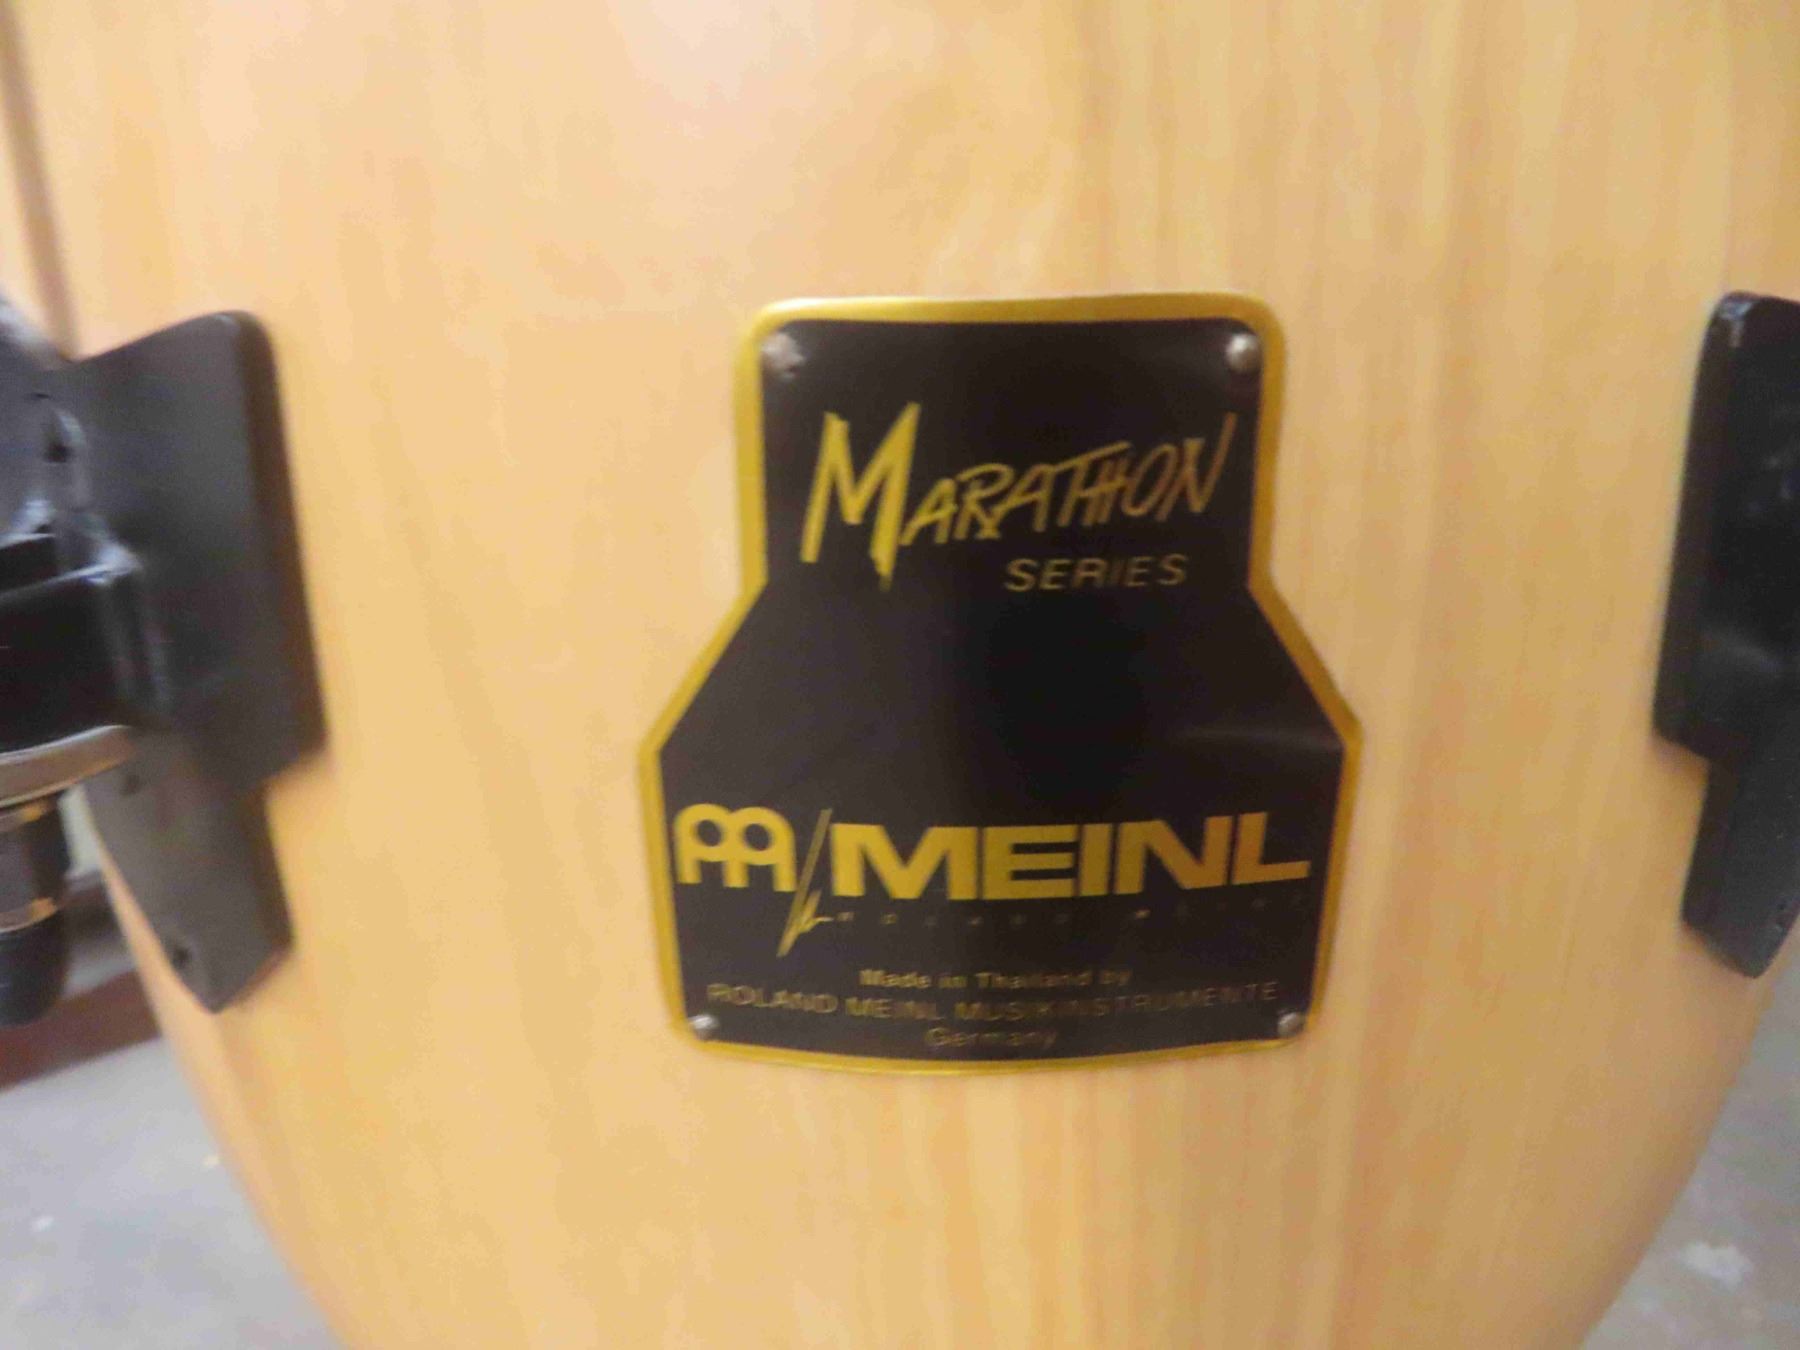 MARATHON
SERIES
MEINL
Made in Thailand by
ROLAND MEINL MUSIKINSTRUMENTE
Germany